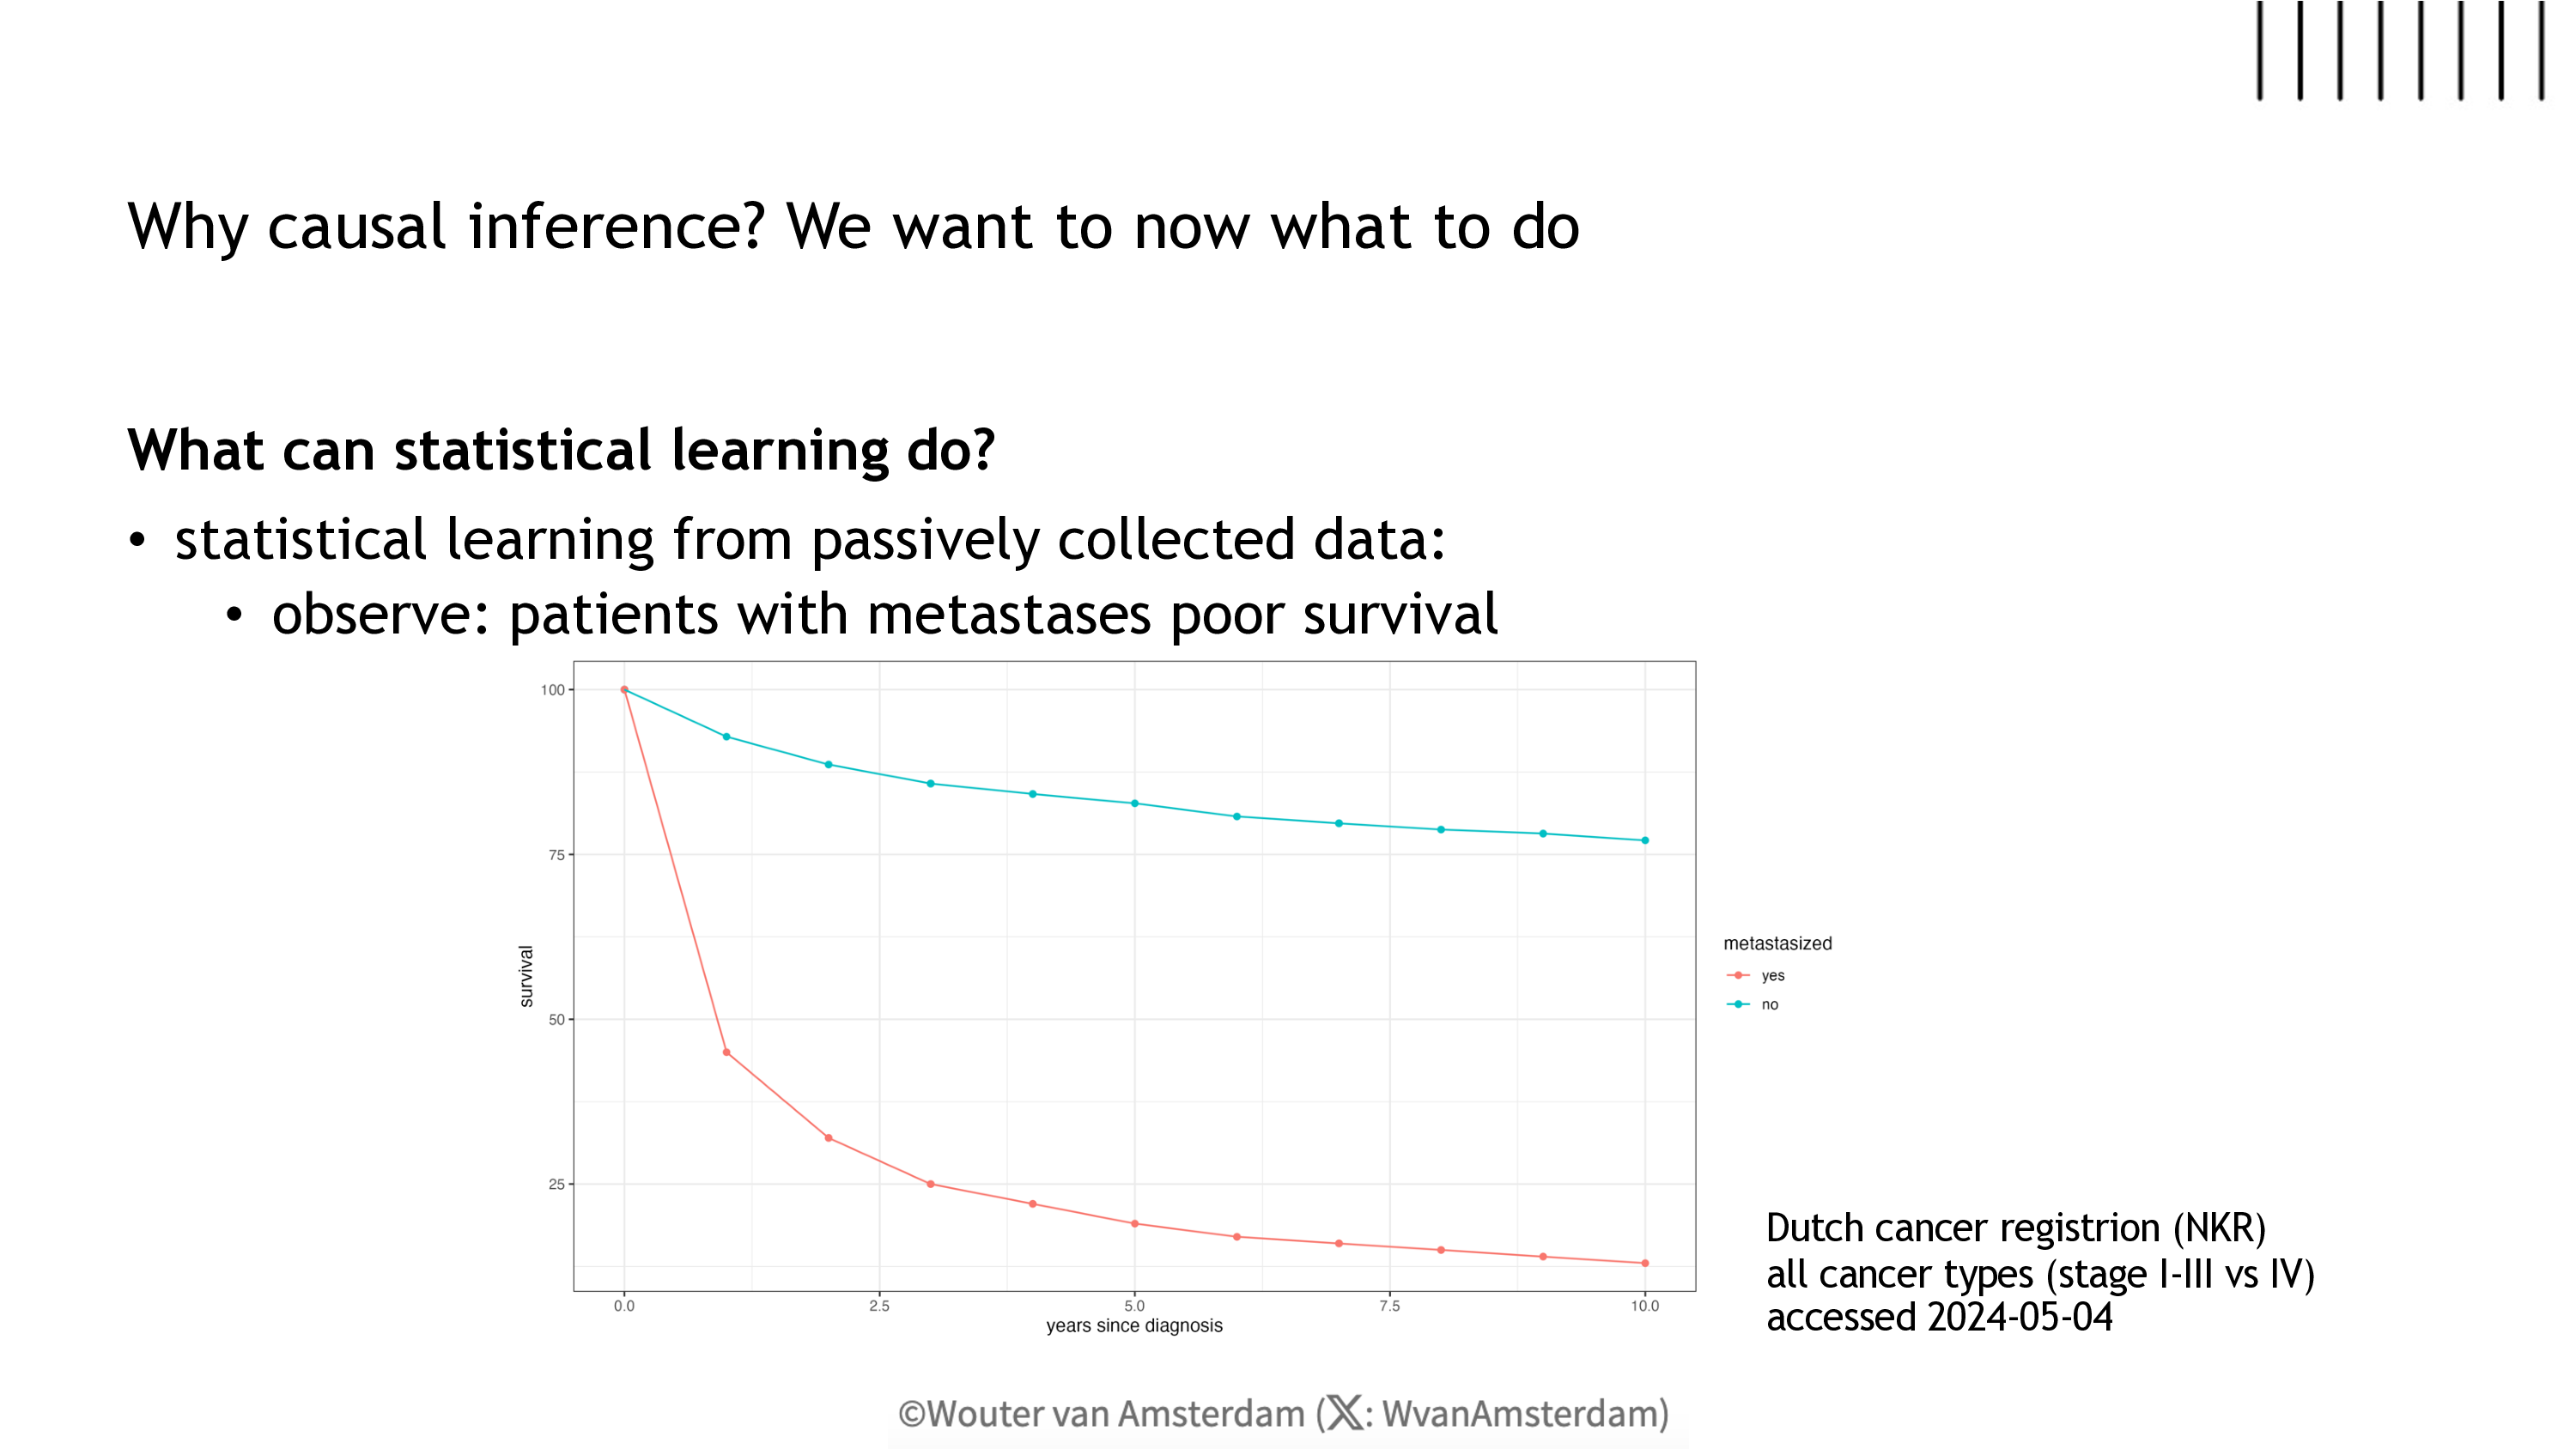 Why causal inference? We want to now what to do
What can statistical learning do?
• statistical learning from passively collected data:
• observe: patients with metastases poor survival
100
75
50
25
survival
0.0 2.5 5.0 7.5 10.0
years since diagnosis
metastasized
yes
no
Dutch cancer registrion (NKR)
all cancer types (stage I-III vs IV)
accessed 2024-05-04
©Wouter van Amsterdam (𝕏: WvanAmsterdam)